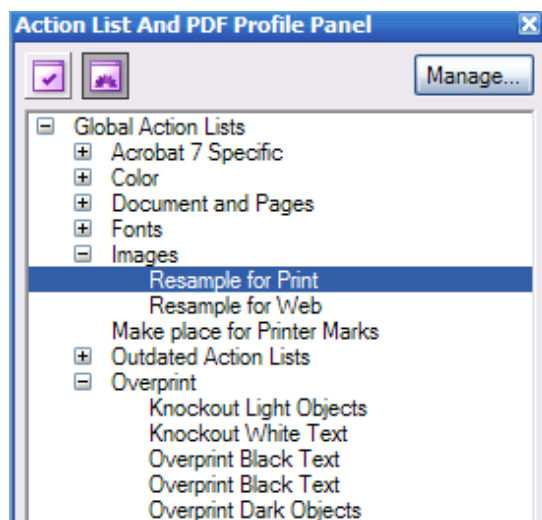 Action List And PDF Profile Panel
Manage...
Global Action Lists
Acrobat 7 Specific
Color
Document and Pages
Fonts
Images
Resample for Print
Resample for Web
Make place for Printer Marks
Outdated Action Lists
Overprint
Knockout Light Objects
Knockout White Text
Overprint Black Text
Overprint Black Text
Overprint Dark Objects